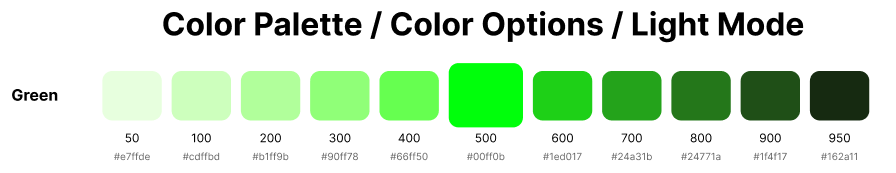 Color Palette / Color Options / Light Mode
Green
50 100 200 300 400 500 600 700 800 900 950
#e7ffde #cdffbd #b1ff9b #90ff78 #66ff50 #00ff0b #1ed017 #24a31b #24771a #1f4f17 #162a11